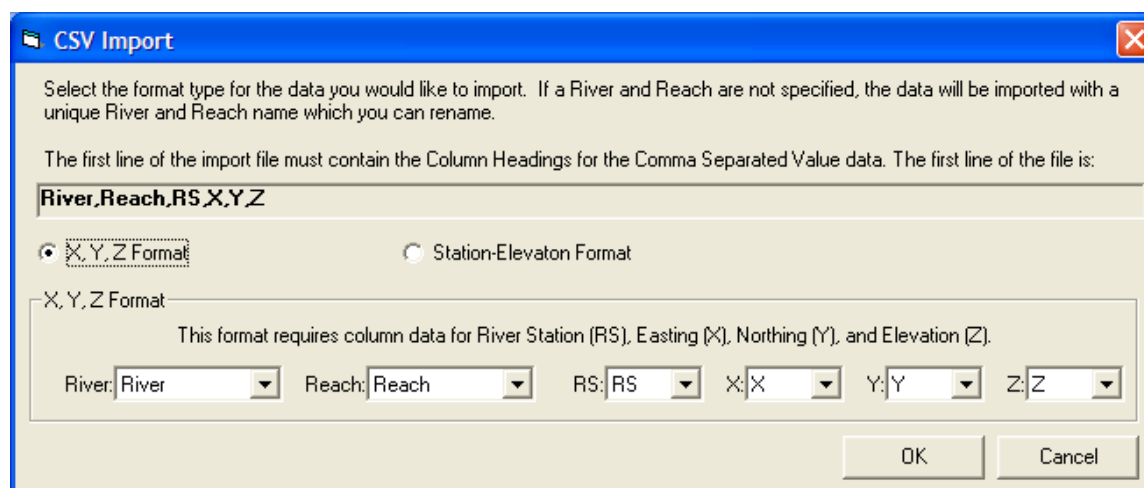 CSV Import
Select the format type for the data you would like to import. If a River and Reach are not specified, the data will be imported with a
unique River and Reach name which you can rename.
The first line of the import file must contain the Column Headings for the Comma Separated Value data. The first line of the file is:
River,Reach,RS,X,Y,Z
X, Y, Z Format Station-Elevaton Format
X, Y, Z Format
This format requires column data for River Station (RS), Easting (X), Northing (Y), and Elevation (Z).
River: River Reach: Reach RS: RS X: X Y: Y Z: Z
OK Cancel